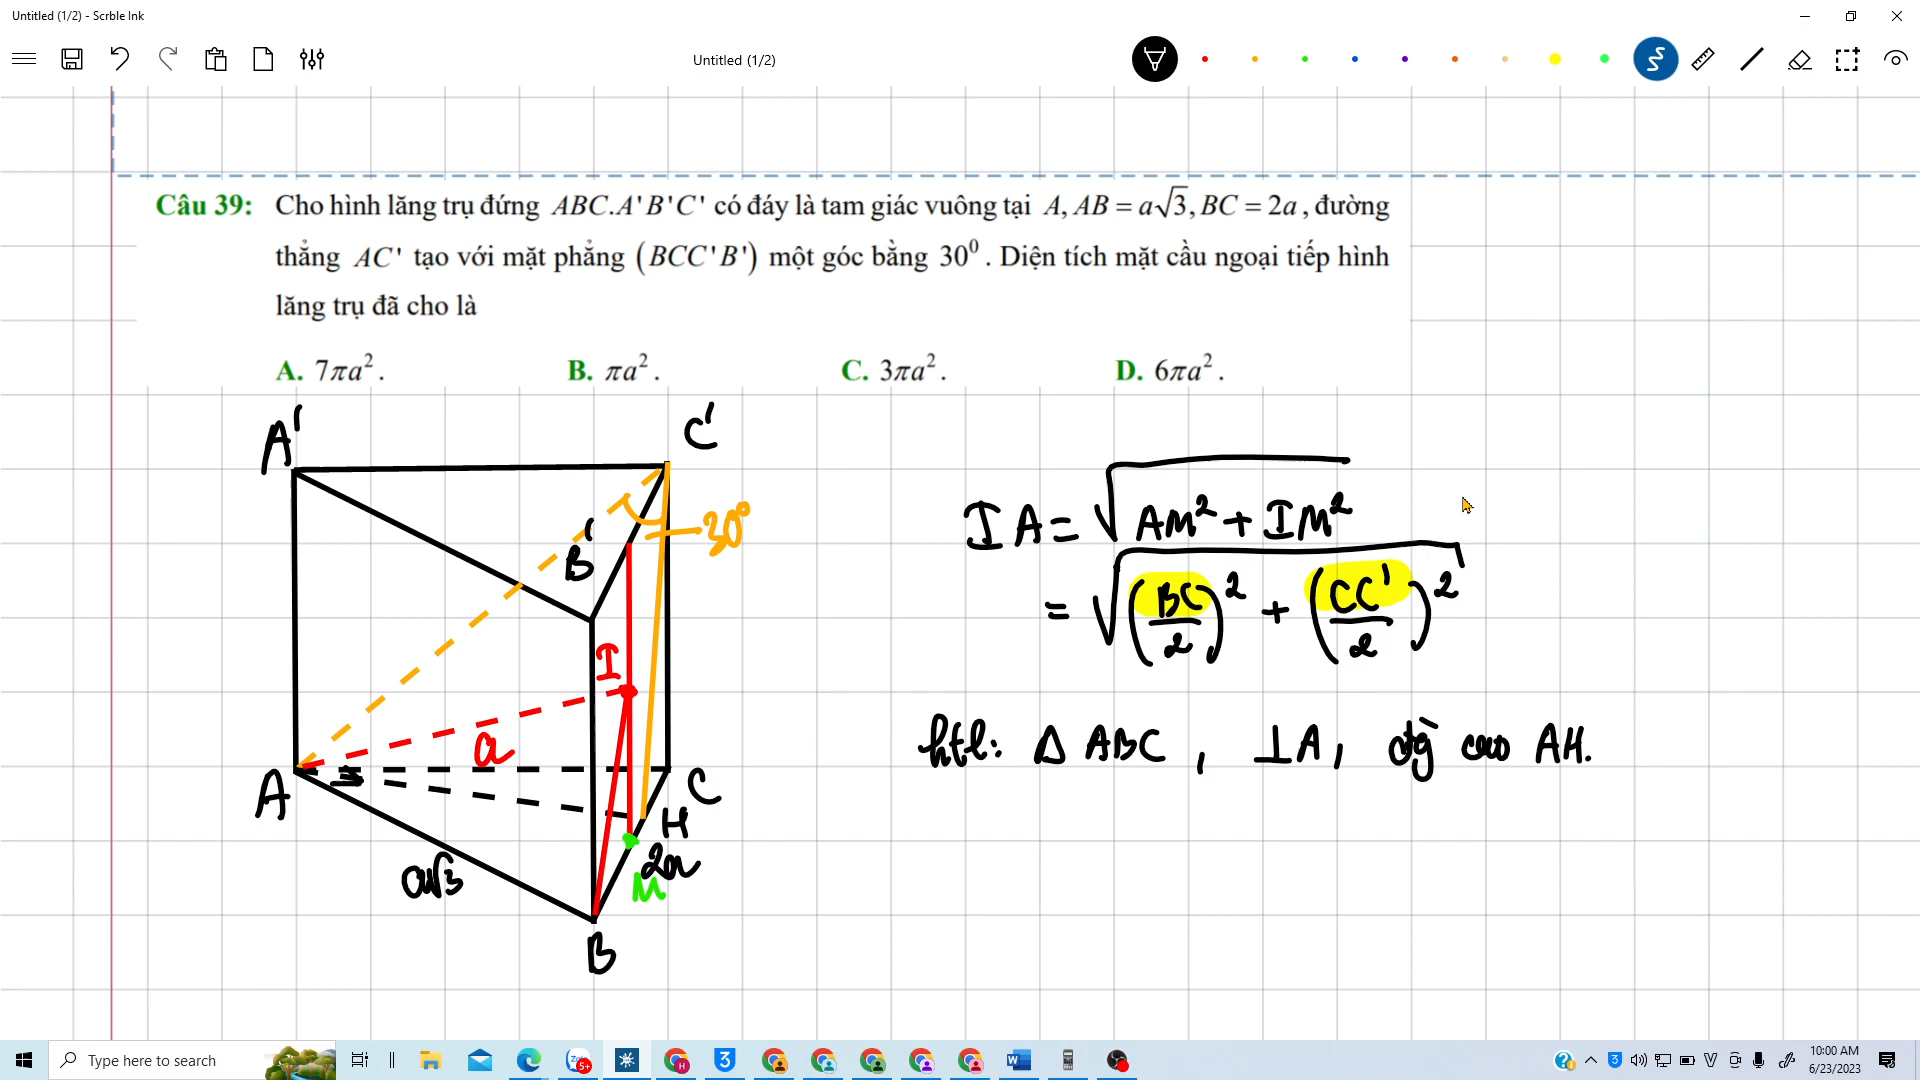 Untitled (1/2) - Scrble Ink
Untitled (1/2)
Câu 39: Cho hình lăng trụ đứng ABC.A'B'C' có đáy là tam giác vuông tại A, AB = a√3, BC = 2a, đường
thẳng AC' tạo với mặt phẳng (BCC'B') một góc bằng 30⁰. Diện tích mặt cầu ngoại tiếp hình
lăng trụ đã cho là
A. 7πa². B. πa². C. 3πa². D. 6πa².
A'
C'
30°
B'
I
a
A
C
H
2a
M
a√3
B
IA = √AM² + IM²
= √(BC/2)² + (CC'/2)²
htl: Δ ABC, ⊥A, đg cao AH.
Type here to search
10:00 AM
6/23/2023